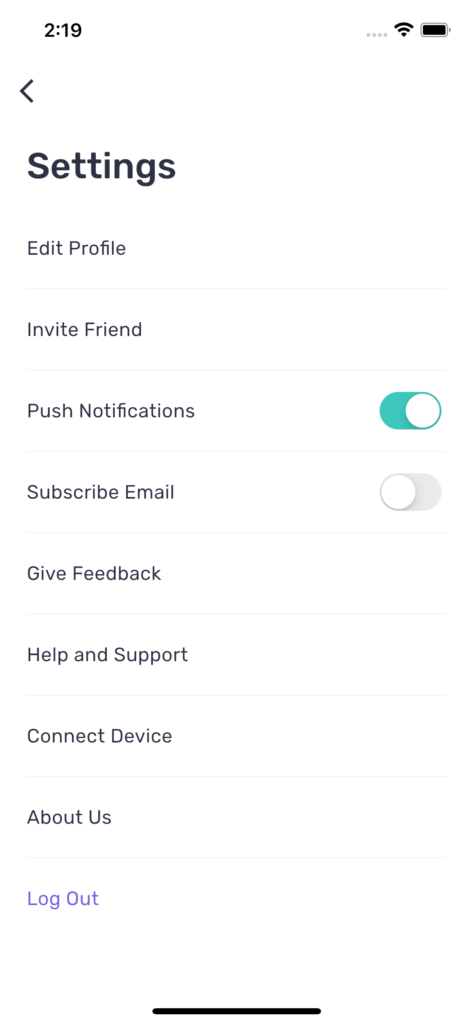 2:19
Settings
Edit Profile
Invite Friend
Push Notifications
Subscribe Email
Give Feedback
Help and Support
Connect Device
About Us
Log Out